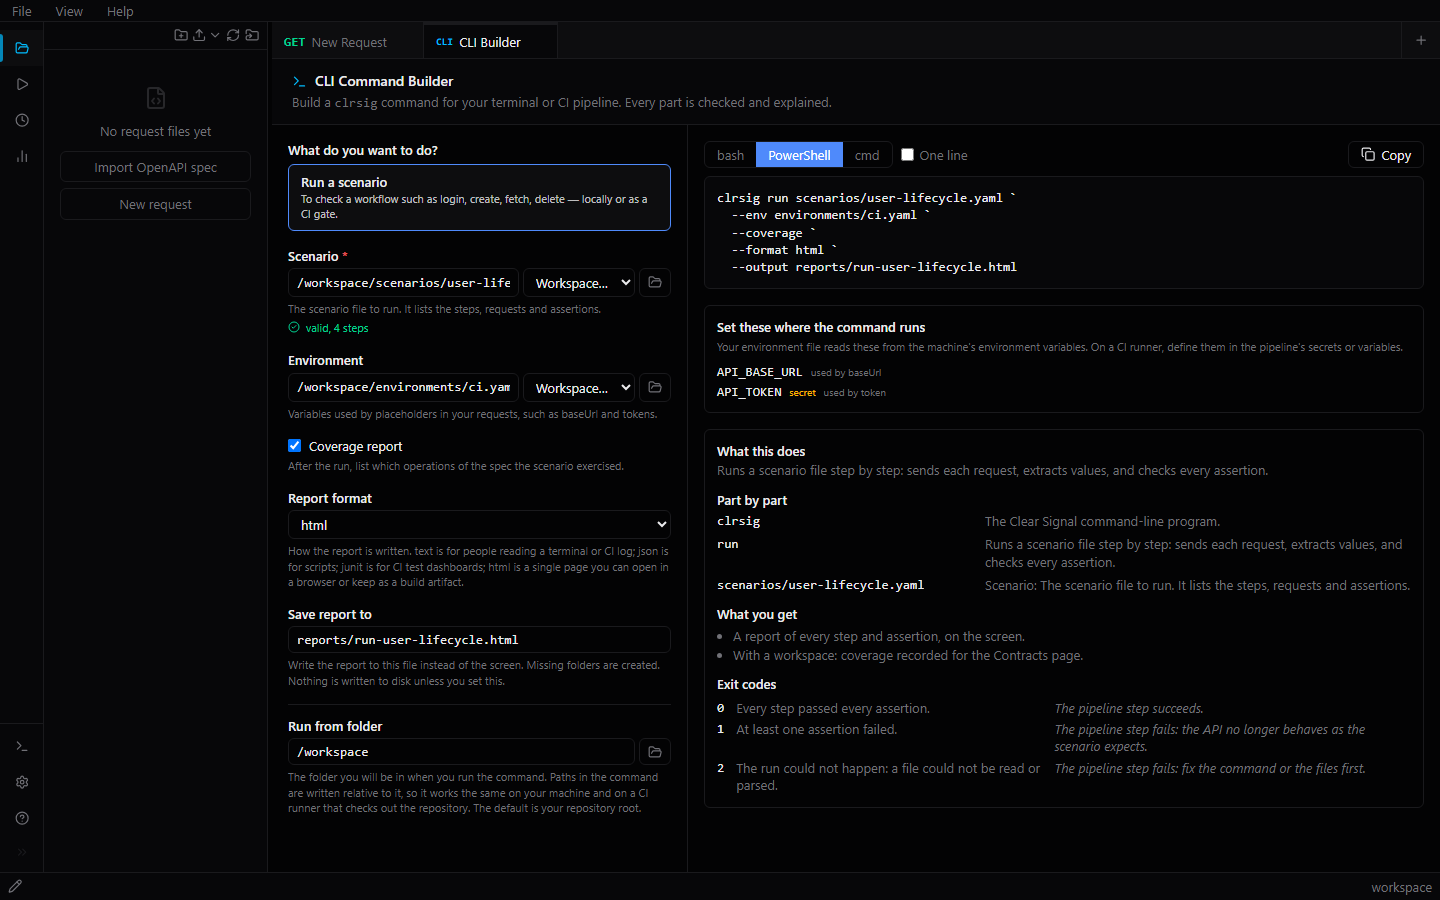 File View Help
GET New Request
CLI CLI Builder
CLI Command Builder
Build a clrsig command for your terminal or CI pipeline. Every part is checked and explained.
No request files yet
Import OpenAPI spec
New request
What do you want to do?
Run a scenario
To check a workflow such as login, create, fetch, delete — locally or as a
CI gate.
Scenario *
/workspace/scenarios/user-life
Workspace...
The scenario file to run. It lists the steps, requests and assertions.
valid, 4 steps
Environment
/workspace/environments/ci.yam
Workspace...
Variables used by placeholders in your requests, such as baseUrl and tokens.
Coverage report
After the run, list which operations of the spec the scenario exercised.
Report format
html
How the report is written. text is for people reading a terminal or CI log; json is
for scripts; junit is for CI test dashboards; html is a single page you can open in
a browser or keep as a build artifact.
Save report to
reports/run-user-lifecycle.html
Write the report to this file instead of the screen. Missing folders are created.
Nothing is written to disk unless you set this.
Run from folder
/workspace
The folder you will be in when you run the command. Paths in the command
are written relative to it, so it works the same on your machine and on a CI
runner that checks out the repository. The default is your repository root.
bash PowerShell cmd One line
Copy
clrsig run scenarios/user-lifecycle.yaml `
--env environments/ci.yaml `
--coverage `
--format html `
--output reports/run-user-lifecycle.html
Set these where the command runs
Your environment file reads these from the machine's environment variables. On a CI runner, define them in the pipeline's secrets or variables.
API_BASE_URL used by baseUrl
API_TOKEN secret used by token
What this does
Runs a scenario file step by step: sends each request, extracts values, and checks every assertion.
Part by part
clrsig The Clear Signal command-line program.
run Runs a scenario file step by step: sends each request, extracts values, and
checks every assertion.
scenarios/user-lifecycle.yaml Scenario: The scenario file to run. It lists the steps, requests and assertions.
What you get
A report of every step and assertion, on the screen.
With a workspace: coverage recorded for the Contracts page.
Exit codes
0 Every step passed every assertion. The pipeline step succeeds.
1 At least one assertion failed. The pipeline step fails: the API no longer behaves as the
scenario expects.
2 The run could not happen: a file could not be read or The pipeline step fails: fix the command or the files first.
parsed.
workspace